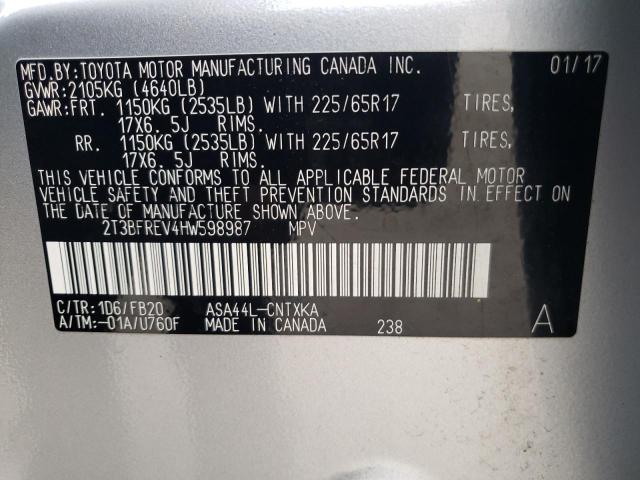 MFD.BY:TOYOTA MOTOR MANUFACTURING CANADA INC. 01/17
GVWR:2105KG (4640LB)
GAWR:FRT. 1150KG (2535LB) WITH 225/65R17 TIRES,
17X6. 5J RIMS.
RR. 1150KG (2535LB) WITH 225/65R17 TIRES,
17X6. 5J RIMS.
THIS VEHICLE CONFORMS TO ALL APPLICABLE FEDERAL MOTOR
VEHICLE SAFETY AND THEFT PREVENTION STANDARDS IN EFFECT ON
THE DATE OF MANUFACTURE SHOWN ABOVE.
2T3BFREV4HW598987 MPV
C/TR:1D6/FB20 ASA44L-CNTXKA
A/TM:-01A/U760F MADE IN CANADA 238 A